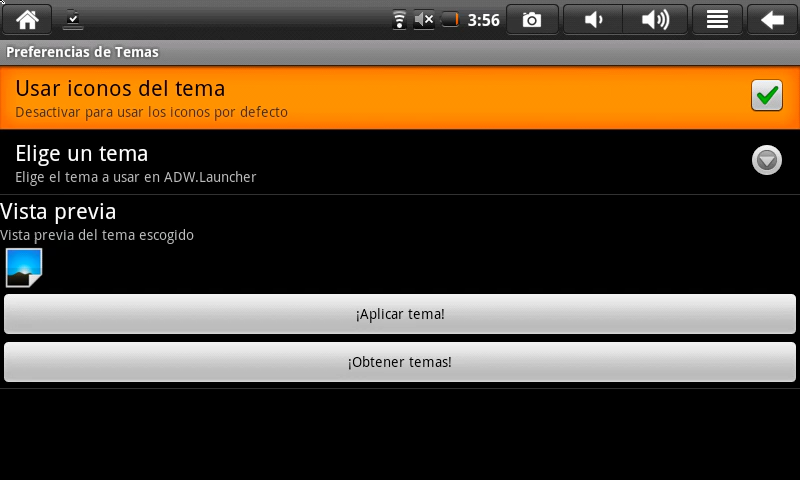 3:56
Preferencias de Temas
Usar iconos del tema
Desactivar para usar los iconos por defecto
Elige un tema
Elige el tema a usar en ADW.Launcher
Vista previa
Vista previa del tema escogido
¡Aplicar tema!
¡Obtener temas!